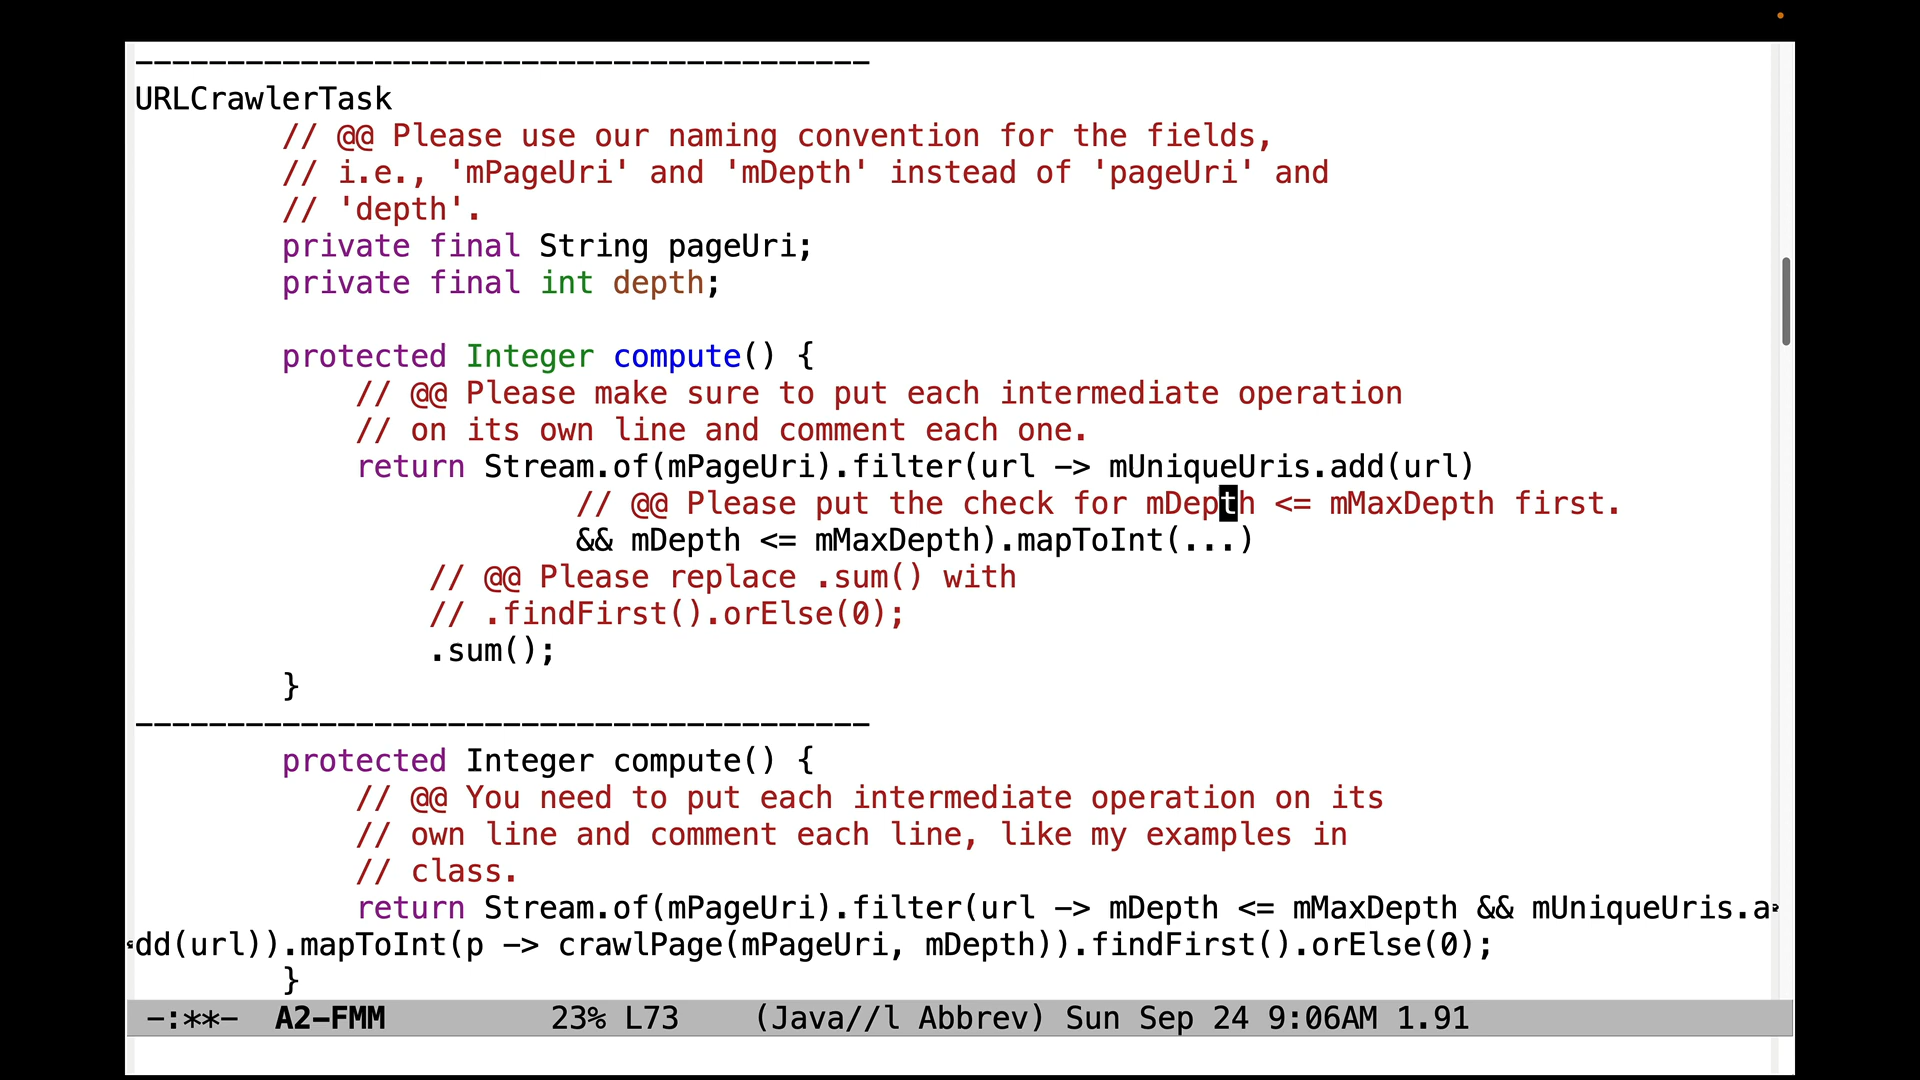 ----------------------------------------
URLCrawlerTask
// @@ Please use our naming convention for the fields,
// i.e., 'mPageUri' and 'mDepth' instead of 'pageUri' and
// 'depth'.
private final String pageUri;
private final int depth;
protected Integer compute() {
// @@ Please make sure to put each intermediate operation
// on its own line and comment each one.
return Stream.of(mPageUri).filter(url -> mUniqueUris.add(url)
// @@ Please put the check for mDepth <= mMaxDepth first.
&& mDepth <= mMaxDepth).mapToInt(...)
// @@ Please replace .sum() with
// .findFirst().orElse(0);
.sum();
}
----------------------------------------
protected Integer compute() {
// @@ You need to put each intermediate operation on its
// own line and comment each line, like my examples in
// class.
return Stream.of(mPageUri).filter(url -> mDepth <= mMaxDepth && mUniqueUris.a
dd(url)).mapToInt(p -> crawlPage(mPageUri, mDepth)).findFirst().orElse(0);
}
-:**- A2-FMM 23% L73 (Java//l Abbrev) Sun Sep 24 9:06AM 1.91